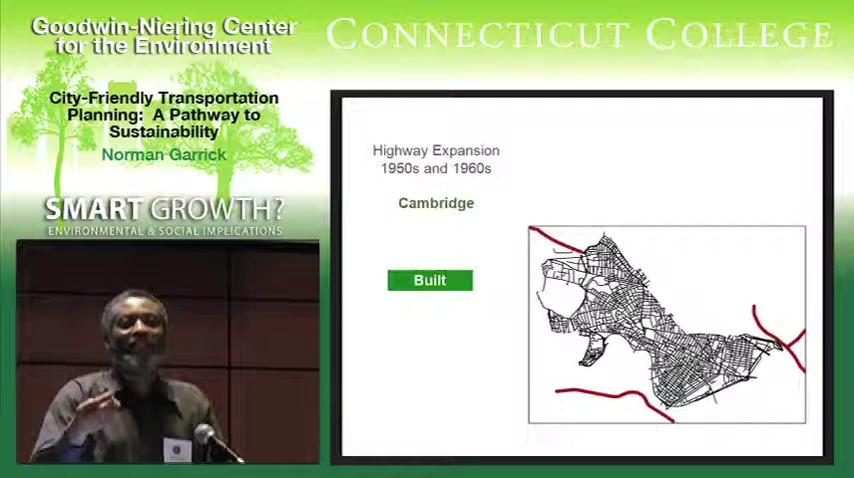 Goodwin-Niering Center
for the Environment
CONNECTICUT COLLEGE
City-Friendly Transportation
Planning: A Pathway to
Sustainability
Norman Garrick
SMART GROWTH?
ENVIRONMENTAL & SOCIAL IMPLICATIONS
Highway Expansion
1950s and 1960s
Cambridge
Built